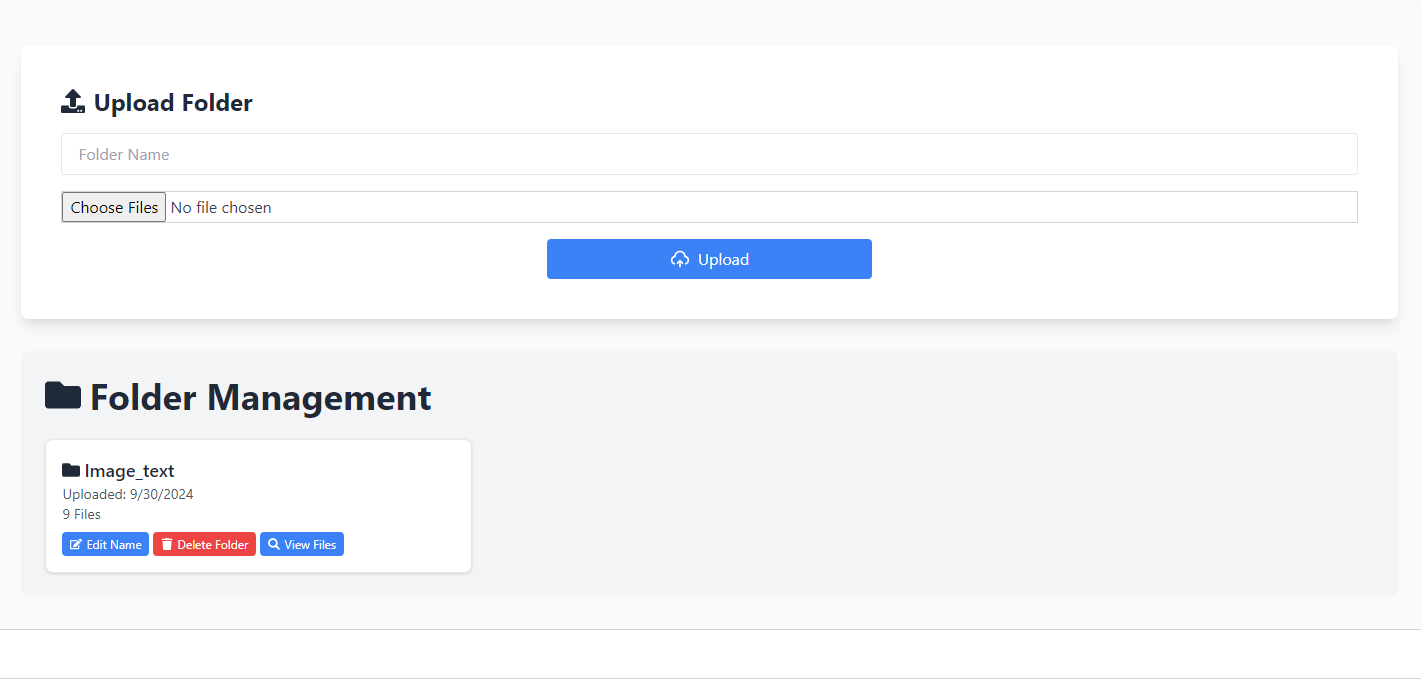 Upload Folder
Folder Name
Choose Files No file chosen
Upload
Folder Management
Image_text
Uploaded: 9/30/2024
9 Files
Edit Name Delete Folder View Files